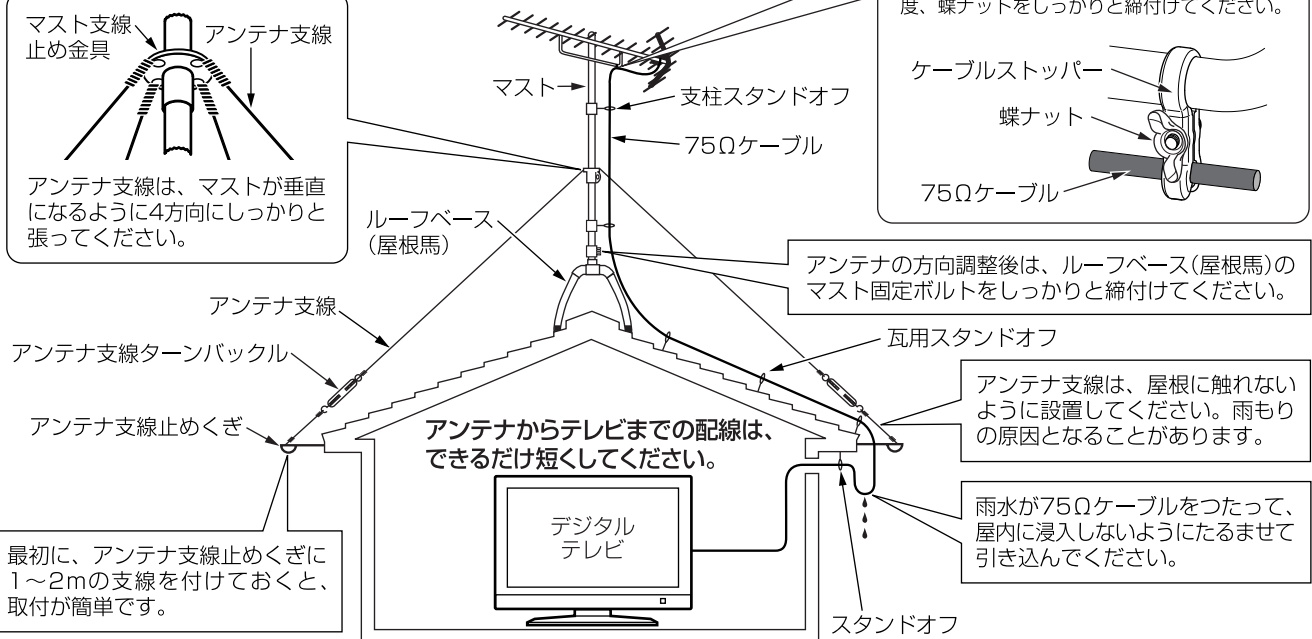 マスト支線
止め金具
アンテナ支線
アンテナ支線は、マストが垂直
になるように4方向にしっかりと
張ってください。
度、蝶ナットをしっかりと締付けてください。
ケーブルストッパー
蝶ナット
75Ωケーブル
マスト
支柱スタンドオフ
75Ωケーブル
ルーフベース
(屋根馬)
アンテナの方向調整後は、ルーフベース(屋根馬)の
マスト固定ボルトをしっかりと締付けてください。
アンテナ支線
アンテナ支線ターンバックル
アンテナ支線止めくぎ
瓦用スタンドオフ
アンテナ支線は、屋根に触れない
ように設置してください。雨もり
の原因となることがあります。
アンテナからテレビまでの配線は、
できるだけ短くしてください。
デジタル
テレビ
雨水が75Ωケーブルをつたって、
屋内に浸入しないようにたるませて
引き込んでください。
最初に、アンテナ支線止めくぎに
1〜2mの支線を付けておくと、
取付が簡単です。
スタンドオフ